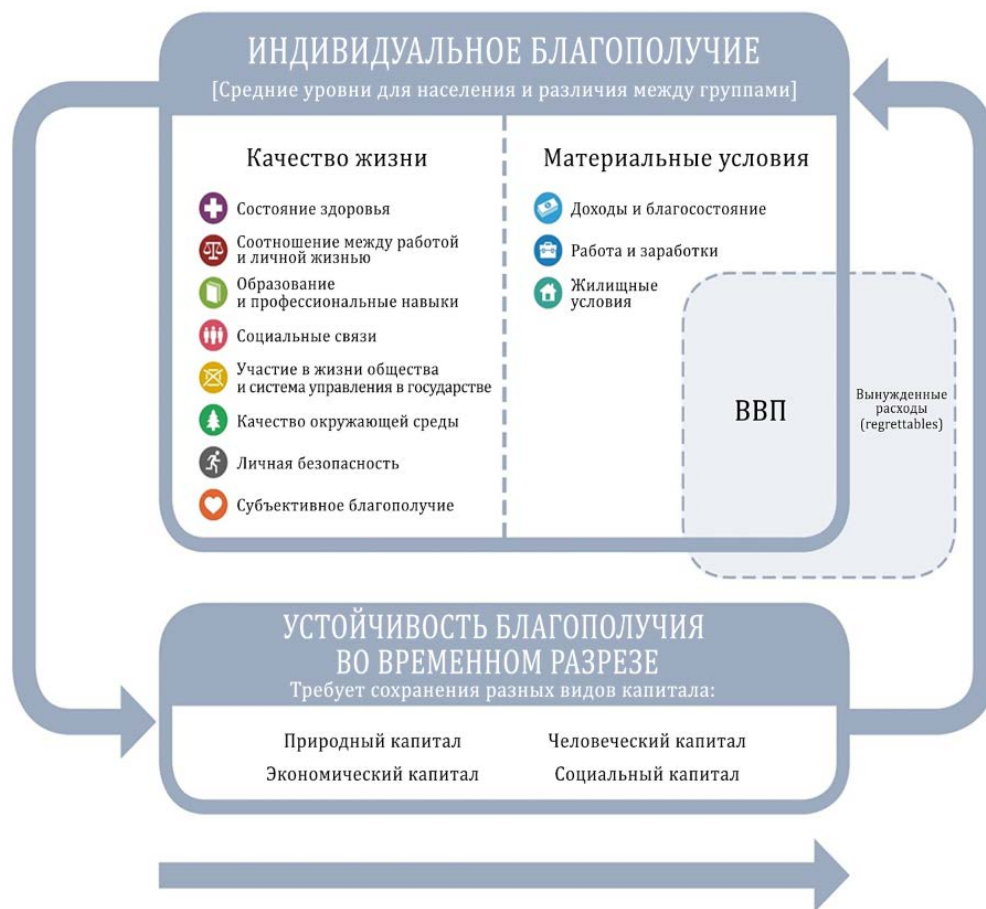 ИНДИВИДУАЛЬНОЕ БЛАГОПОЛУЧИЕ
[Средние уровни для населения и различия между группами]
Качество жизни
Состояние здоровья
Соотношение между работой
и личной жизнью
Образование
и профессиональные навыки
Социальные связи
Участие в жизни общества
и система управления в государстве
Качество окружающей среды
Личная безопасность
Субъективное благополучие
Материальные условия
Доходы и благосостояние
Работа и заработки
Жилищные
условия
ВВП
Вынужденные
расходы
(regrettables)
УСТОЙЧИВОСТЬ БЛАГОПОЛУЧИЯ
ВО ВРЕМЕННОМ РАЗРЕЗЕ
Требует сохранения разных видов капитала:
Природный капитал
Человеческий капитал
Экономический капитал
Социальный капитал